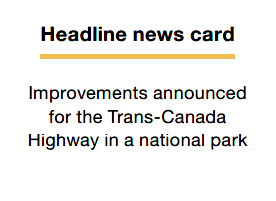 Headline news card
Improvements announced
for the Trans-Canada
Highway in a national park